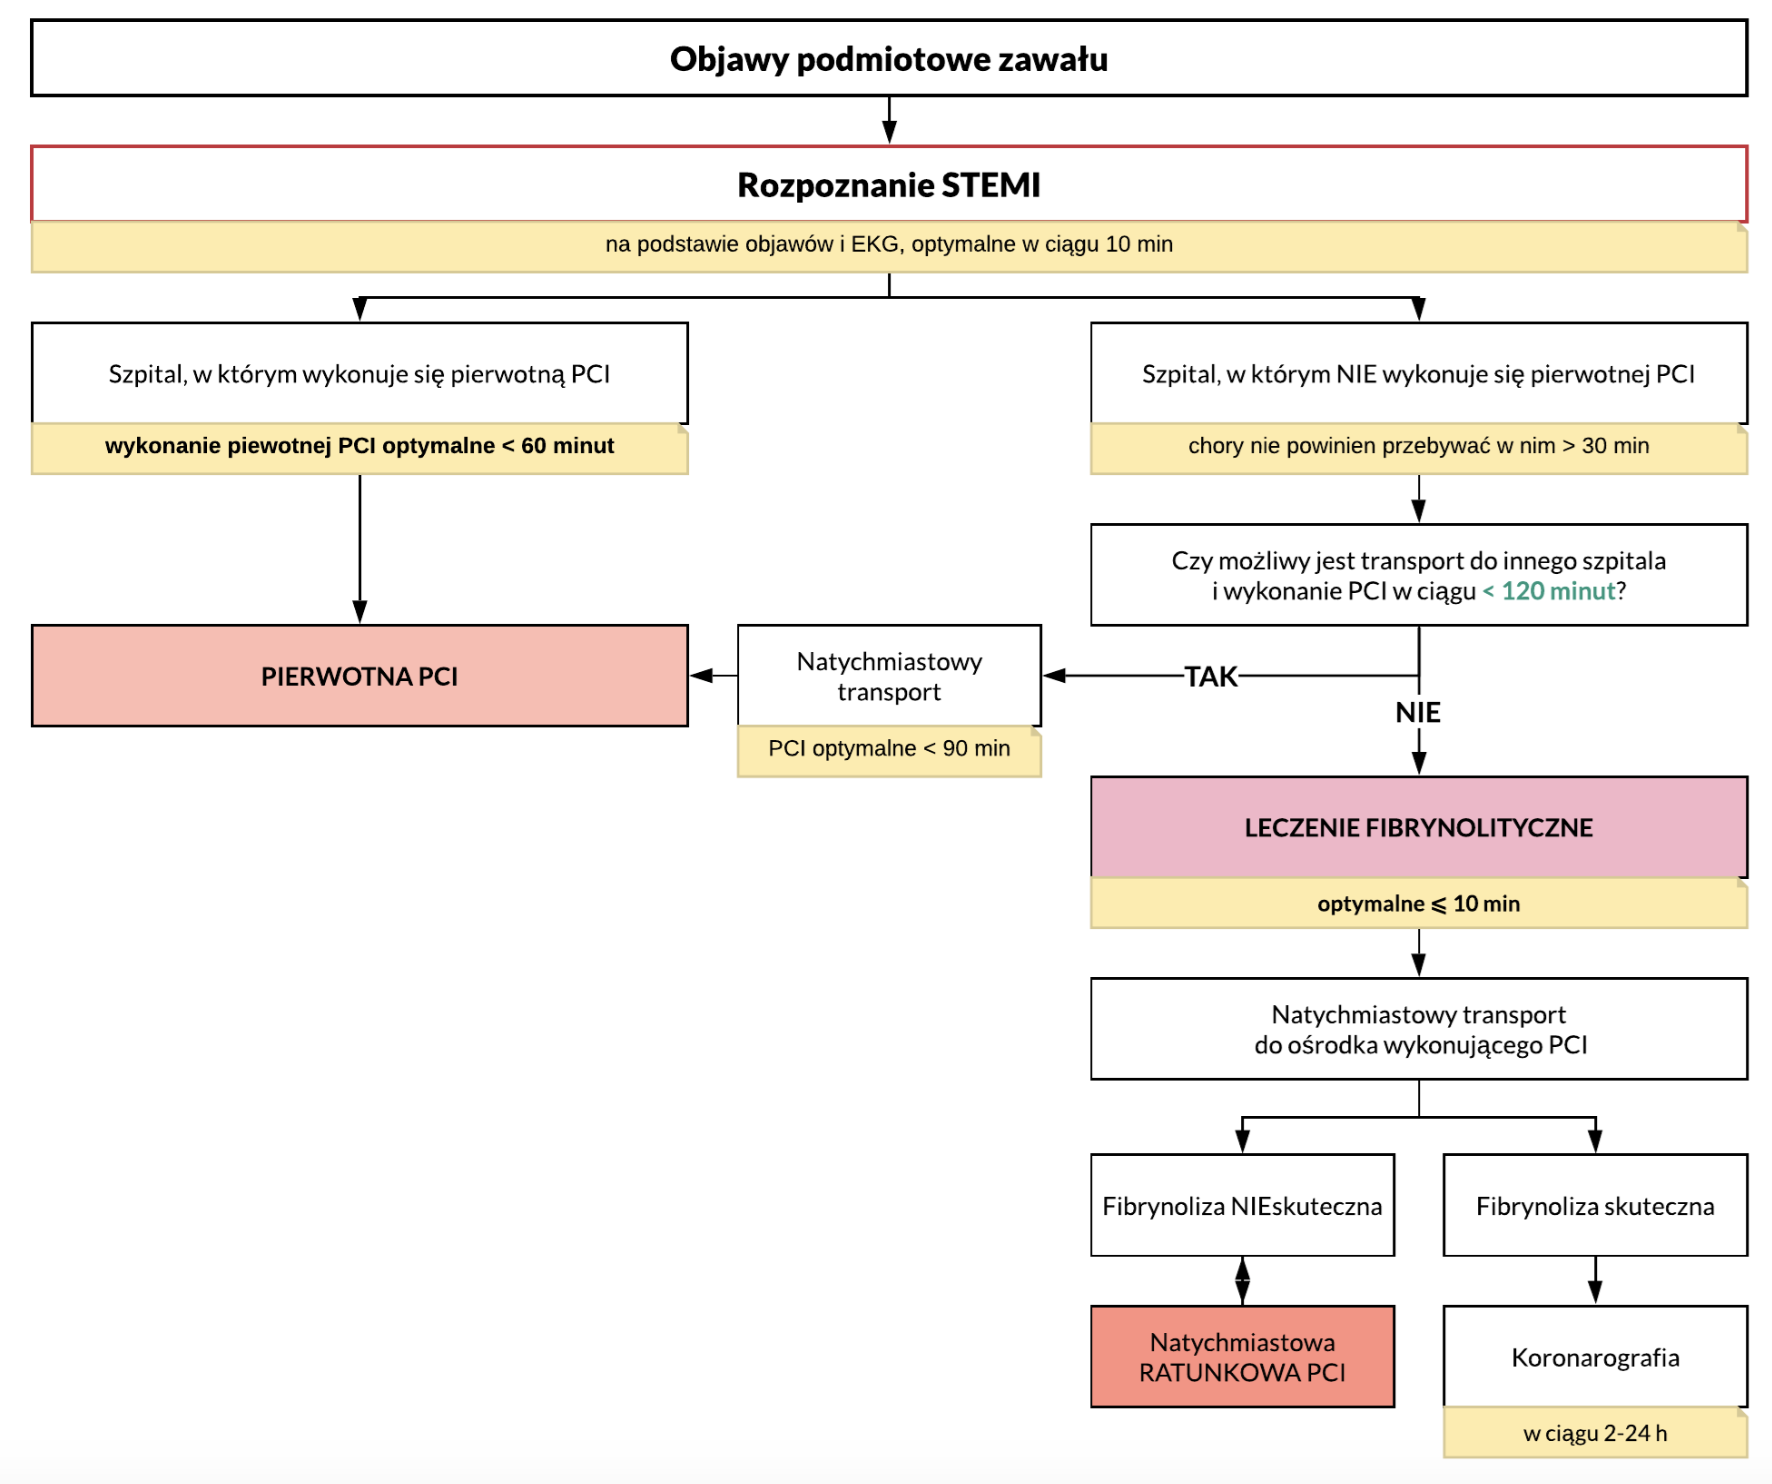 Objawy podmiotowe zawału
Rozpoznanie STEMI
na podstawie objawów i EKG, optymalne w ciągu 10 min
Szpital, w którym wykonuje się pierwotną PCI
wykonanie piewotnej PCI optymalne < 60 minut
Szpital, w którym NIE wykonuje się pierwotnej PCI
chory nie powinien przebywać w nim > 30 min
Czy możliwy jest transport do innego szpitala
i wykonanie PCI w ciągu < 120 minut?
PIERWOTNA PCI
Natychmiastowy
transport
PCI optymalne < 90 min
TAK
NIE
LECZENIE FIBRYNOLITYCZNE
optymalne ⩽ 10 min
Natychmiastowy transport
do ośrodka wykonującego PCI
Fibrynoliza NIEskuteczna
Fibrynoliza skuteczna
Natychmiastowa
RATUNKOWA PCI
Koronarografia
w ciągu 2-24 h